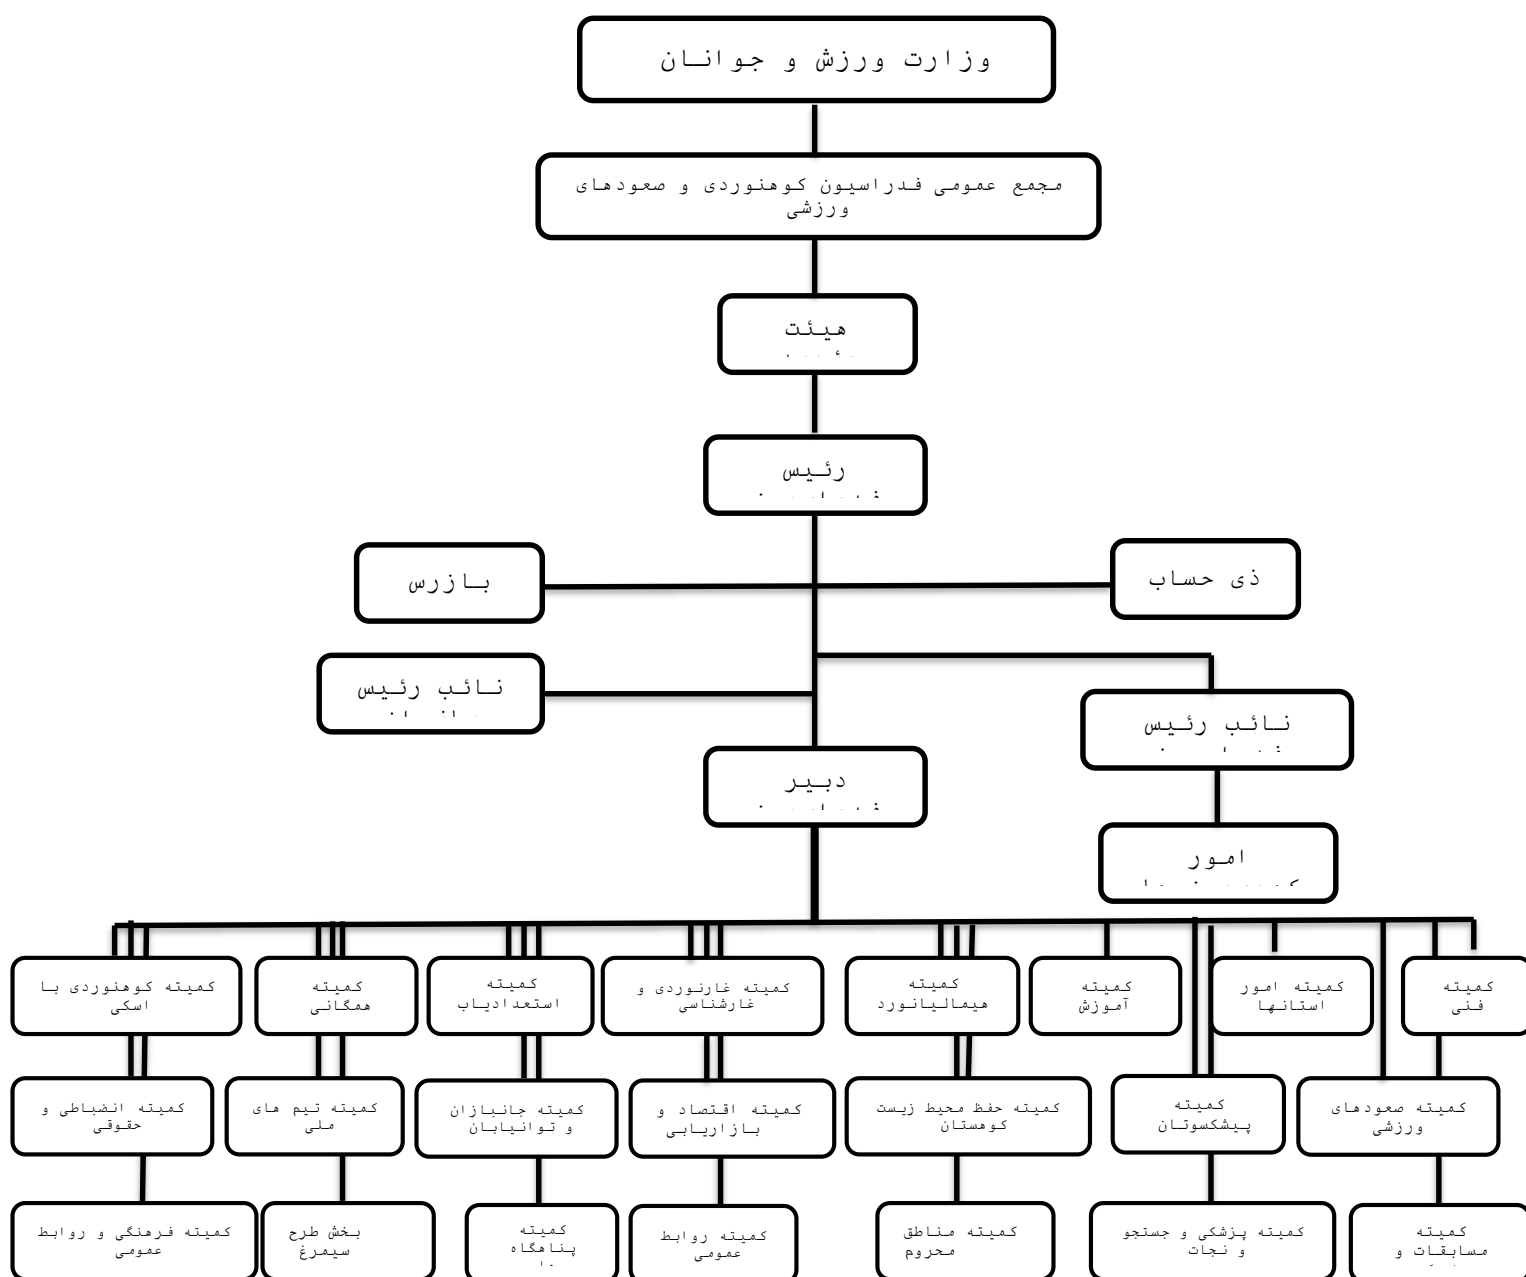 وزارت ورزش و جوانان
مجمع عمومی فدراسیون کوهنوردی و صعودهای
ورزشی
هیئت
رئیس
ذی حساب
بازرس
نائب رئیس
نائب رئیس
دبیر
امور
کمیته
فنی
کمیته امور
استانها
کمیته
آموزش
کمیته
هیمالیانورد
کمیته غارنوردی و
غارشناسی
کمیته
استعدادیاب
کمیته
همگانی
کمیته کوهنوردی با
اسکی
کمیته صعودهای
ورزشی
کمیته
پیشکسوتان
کمیته حفظ محیط زیست
کوهستان
کمیته اقتصاد و
بازاریابی
کمیته جانبازان
و توانیابان
کمیته تیم های
ملی
کمیته انضباطی و
حقوقی
کمیته
مسابقات و
کمیته پزشکی و جستجو
و نجات
کمیته مناطق
محروم
کمیته روابط
عمومی
کمیته
پناهگاه
بخش طرح
سیمرغ
کمیته فرهنگی و روابط
عمومی